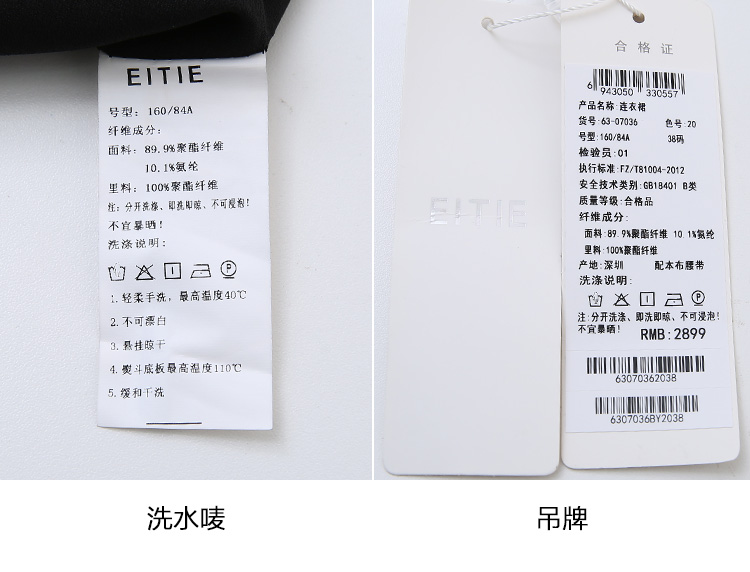 EITIE
号型: 160/84A
纤维成分:
面料: 89.9%聚酯纤维
10.1%氨纶
里料: 100%聚酯纤维
注: 分开洗涤、即洗即晾、不可浸泡!
不宜暴晒!
洗涤说明:
P
1. 轻柔手洗, 最高温度40℃
2. 不可漂白
3. 悬挂晾干
4. 熨斗底板最高温度110℃
5. 缓和干洗
洗水唛
EITIE
合格证
6 943050 330557
产品名称: 连衣裙
货号: 63-07036 色号: 20
号型: 160/84A 38码
检验员: 01
执行标准: FZ/T81004-2012
安全技术类别: GB18401 B类
质量等级: 合格品
纤维成分:
面料: 89.9%聚酯纤维 10.1%氨纶
里料: 100%聚酯纤维
产地: 深圳 配本布腰带
洗涤说明:
P
注: 分开洗涤、即洗即晾、不可浸泡!
不宜暴晒! RMB: 2899
63070362038
6307036BY2038
吊牌